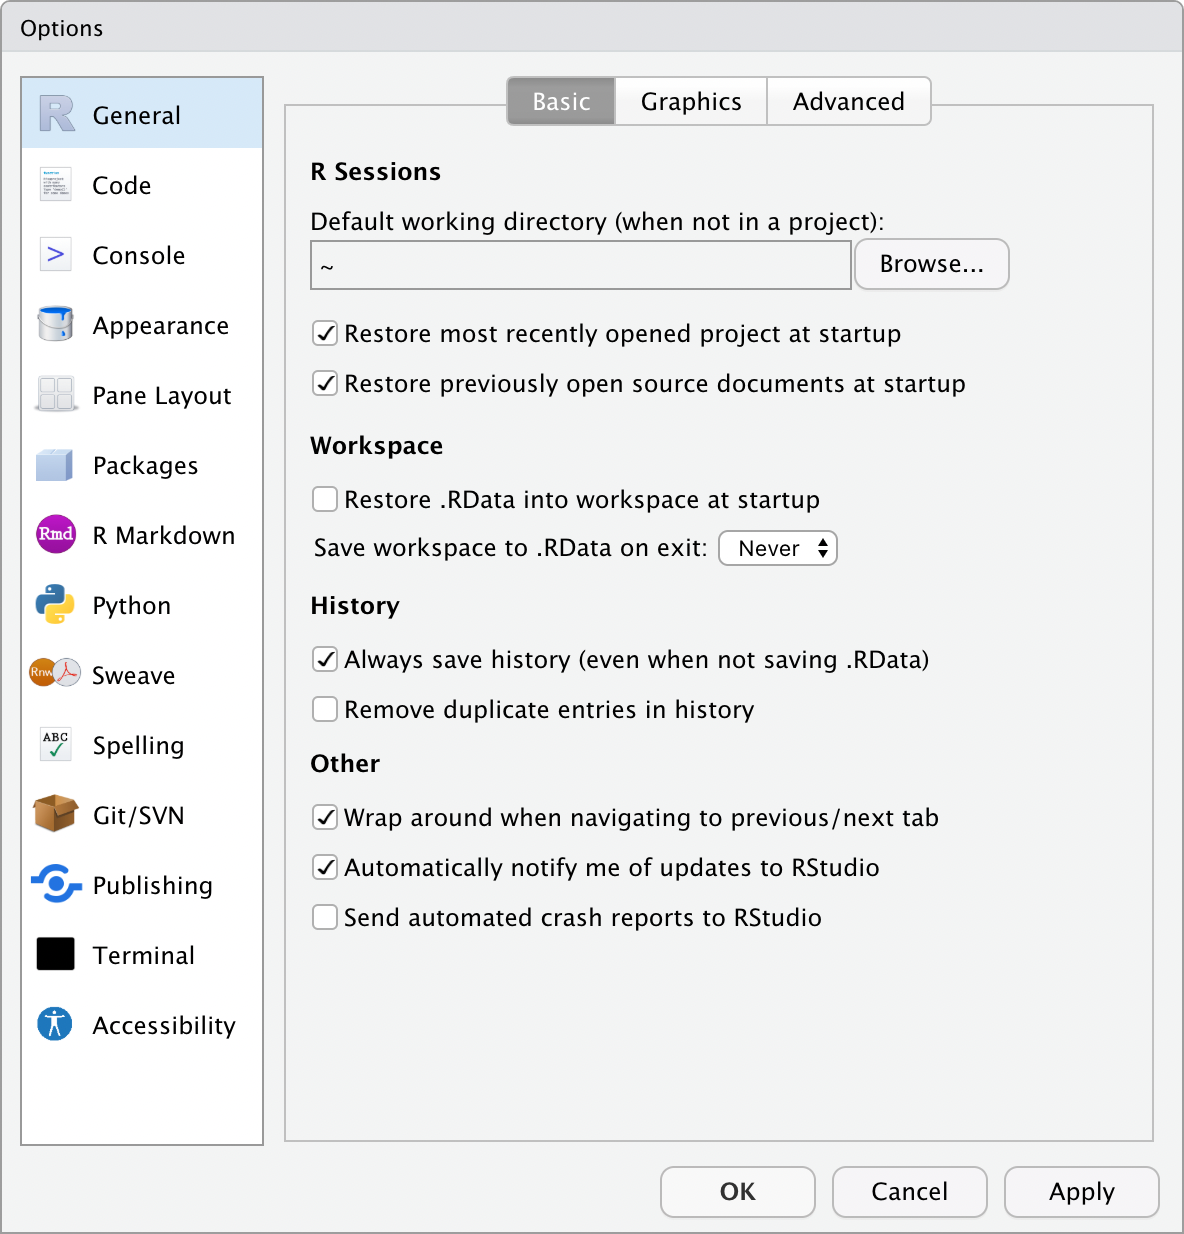 Options
General
Code
Console
Appearance
Pane Layout
Packages
Rmd R Markdown
Python
Rnw Sweave
ABC Spelling
Git/SVN
Publishing
Terminal
Accessibility
Basic Graphics Advanced
R Sessions
Default working directory (when not in a project):
~ Browse...
Restore most recently opened project at startup
Restore previously open source documents at startup
Workspace
Restore .RData into workspace at startup
Save workspace to .RData on exit: Never
History
Always save history (even when not saving .RData)
Remove duplicate entries in history
Other
Wrap around when navigating to previous/next tab
Automatically notify me of updates to RStudio
Send automated crash reports to RStudio
OK Cancel Apply